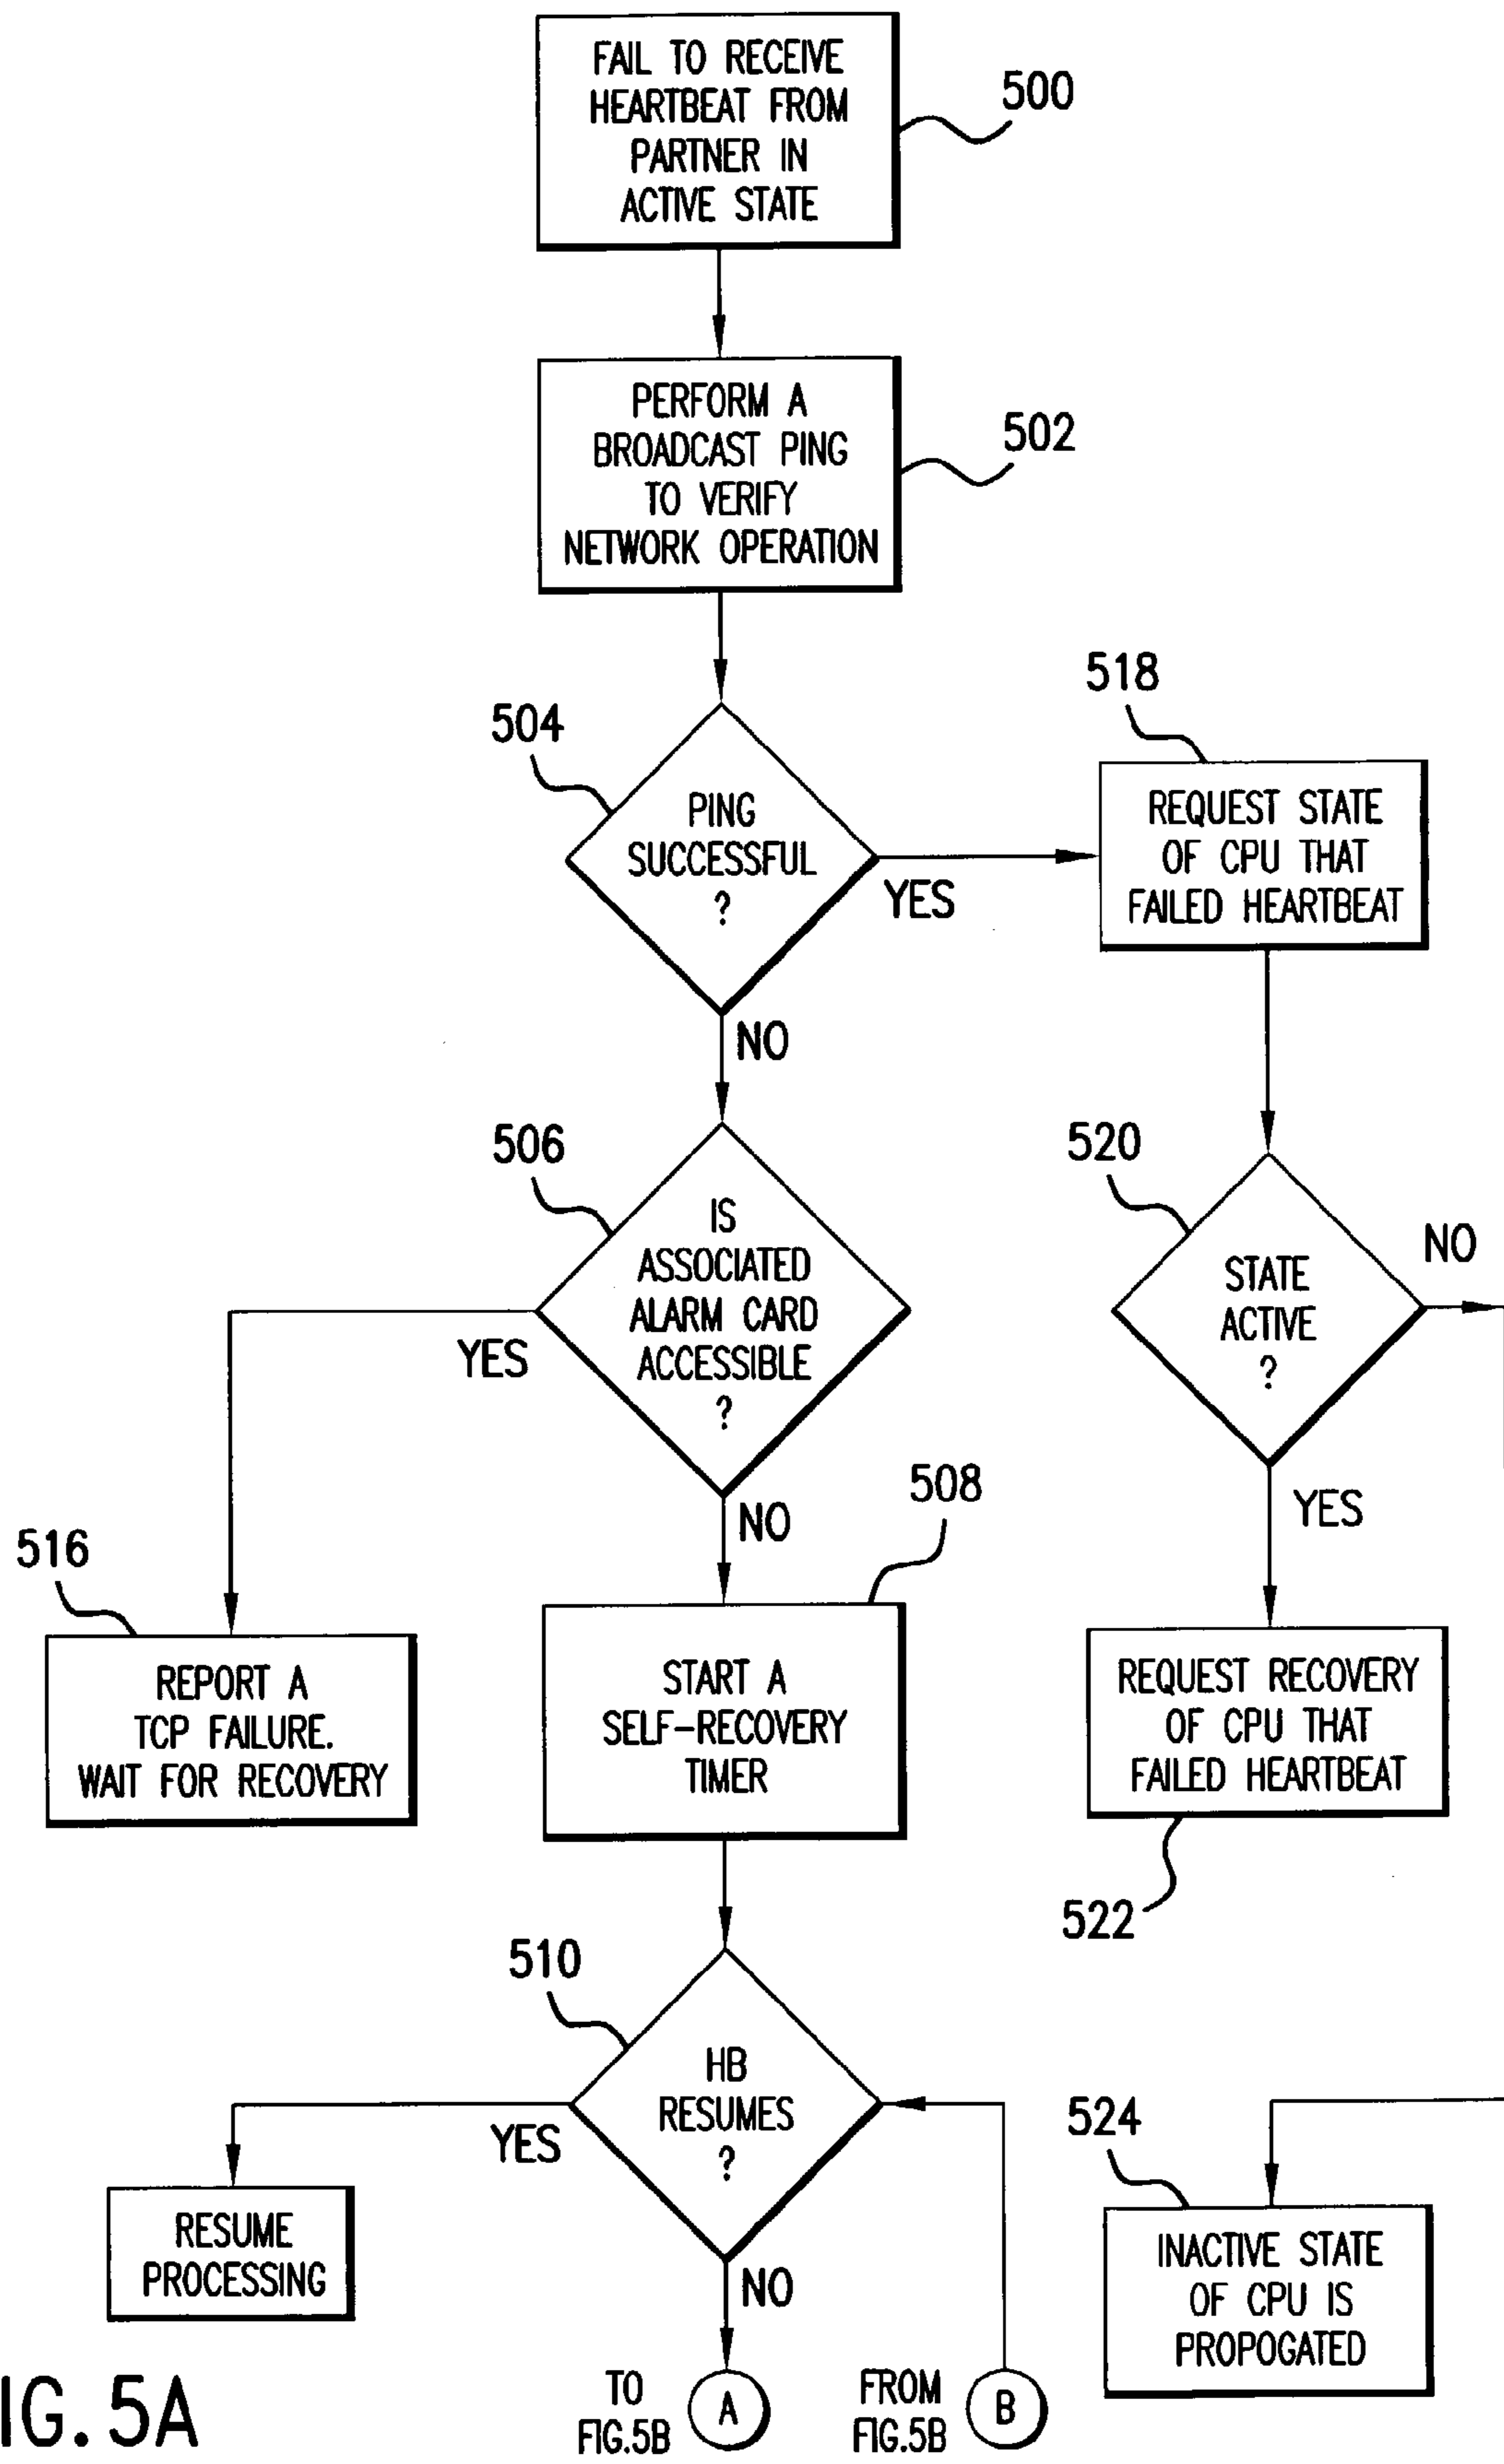 FAIL TO RECEIVE
HEARTBEAT FROM
PARTNER IN
ACTIVE STATE
500
PERFORM A
BROADCAST PING
TO VERIFY
NETWORK OPERATION
502
504
PING
SUCCESSFUL
?
YES
NO
518
REQUEST STATE
OF CPU THAT
FAILED HEARTBEAT
506
IS
ASSOCIATED
ALARM CARD
ACCESSIBLE
?
YES
NO
520
STATE
ACTIVE
?
NO
YES
516
REPORT A
TCP FAILURE.
WAIT FOR RECOVERY
508
START A
SELF-RECOVERY
TIMER
REQUEST RECOVERY
OF CPU THAT
FAILED HEARTBEAT
522
510
HB
RESUMES
?
YES
NO
RESUME
PROCESSING
524
INACTIVE STATE
OF CPU IS
PROPOGATED
TO
FIG.5B
A
FROM
FIG.5B
B
IG. 5A